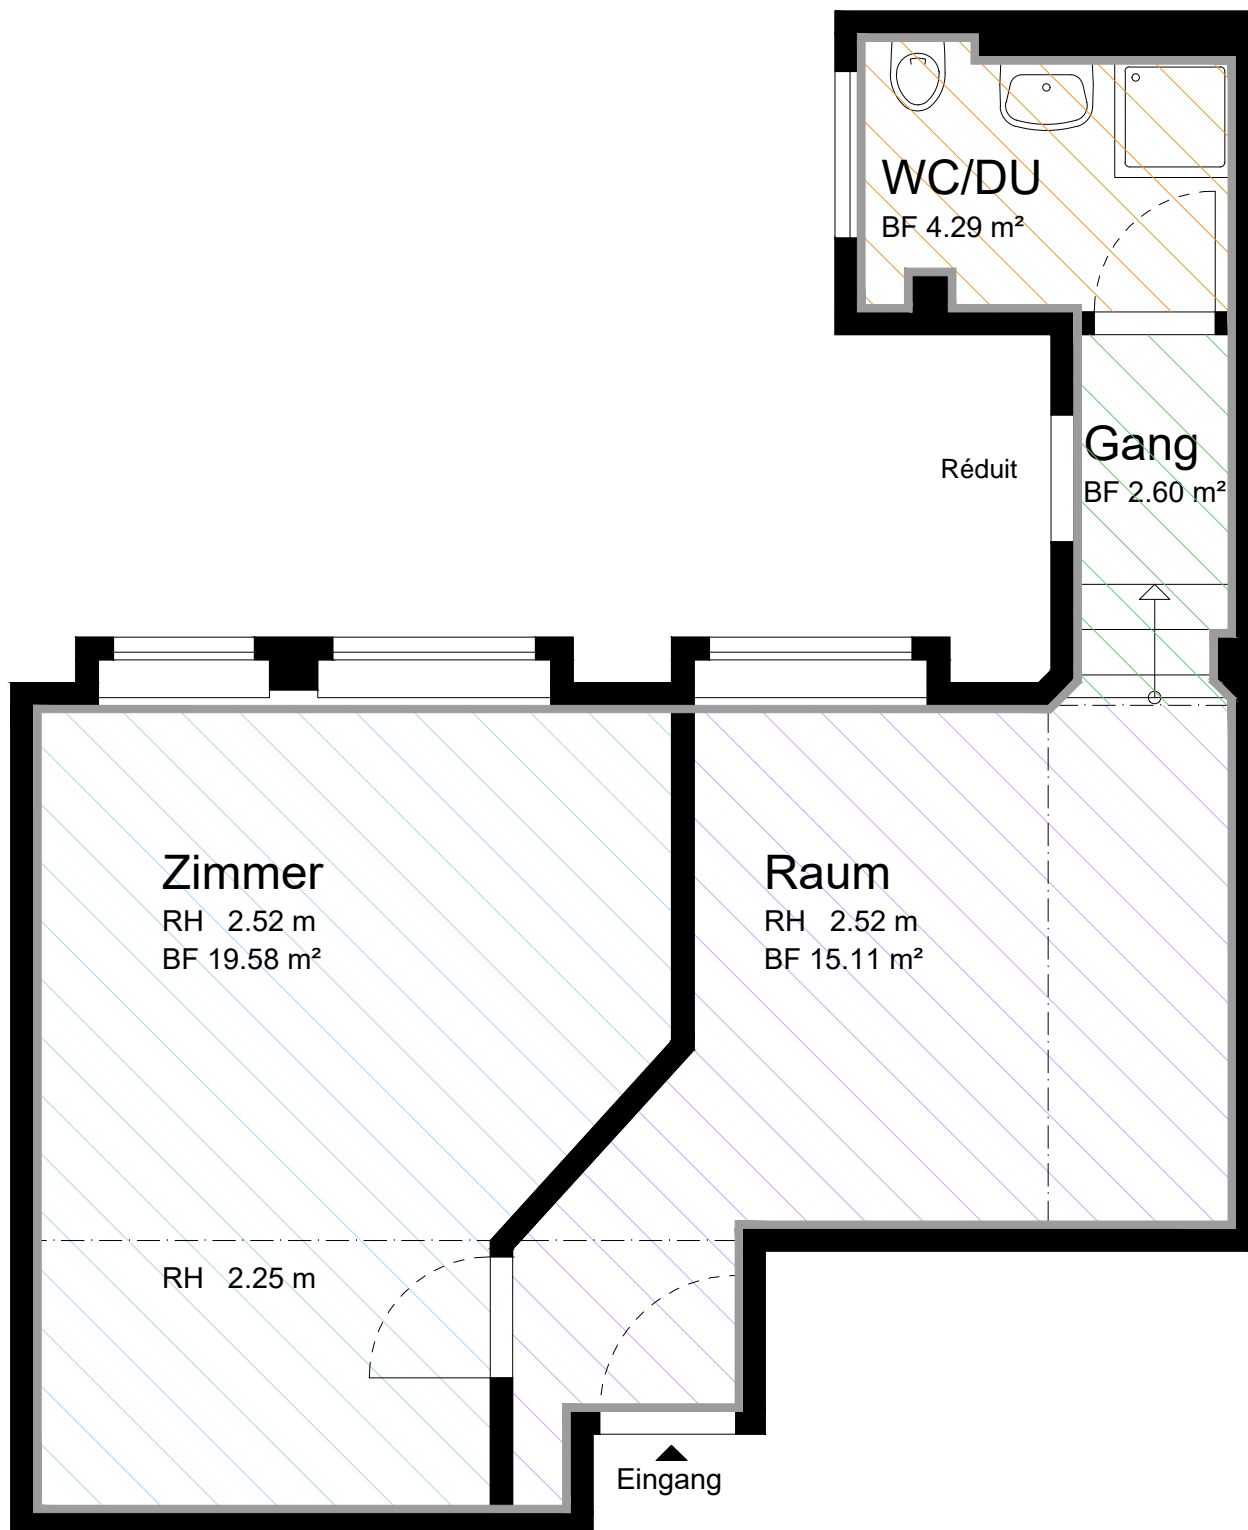 WC/DU
BF 4.29 m²
Gang
BF 2.60 m²
Réduit
Zimmer
RH 2.52 m
BF 19.58 m²
Raum
RH 2.52 m
BF 15.11 m²
RH 2.25 m
Eingang